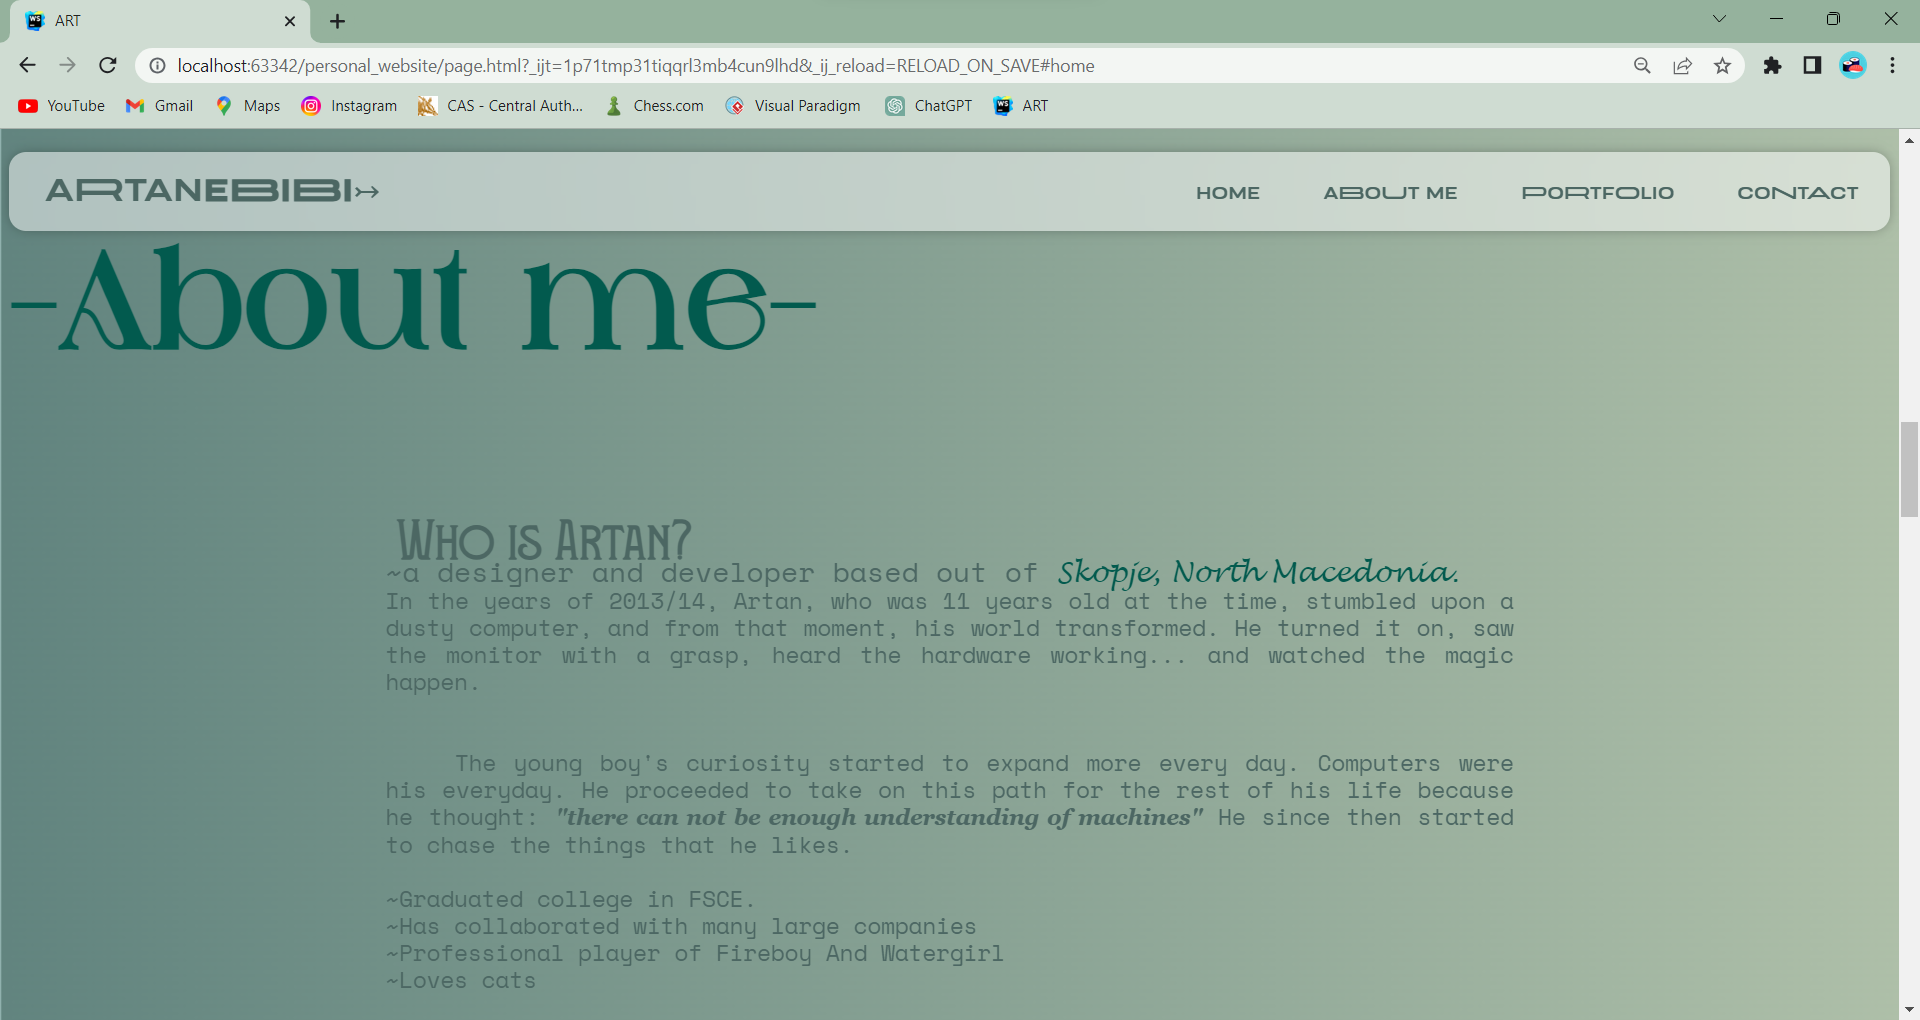 ART
localhost:63342/personal_website/page.html?_ijt=1p71tmp31tiqqrl3mb4cun9lhd&_ij_reload=RELOAD_ON_SAVE#home
YouTube Gmail Maps Instagram CAS - Central Auth... Chess.com Visual Paradigm ChatGPT ART
ARTANEBIBI↣ HOME ABOUT ME PORTFOLIO CONTACT
-About me-
Who is Artan?
~a designer and developer based out of Skopje, North Macedonia.
In the years of 2013/14, Artan, who was 11 years old at the time, stumbled upon a
dusty computer, and from that moment, his world transformed. He turned it on, saw
the monitor with a grasp, heard the hardware working... and watched the magic
happen.
The young boy's curiosity started to expand more every day. Computers were
his everyday. He proceeded to take on this path for the rest of his life because
he thought: "there can not be enough understanding of machines" He since then started
to chase the things that he likes.
~Graduated college in FSCE.
~Has collaborated with many large companies
~Professional player of Fireboy And Watergirl
~Loves cats